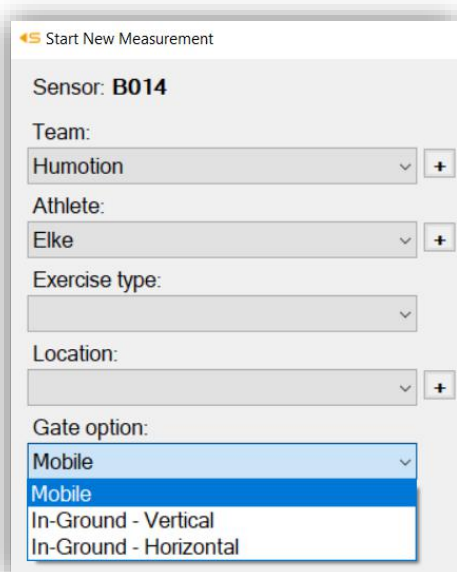 Start New Measurement
Sensor: B014
Team:
Humotion
+
Athlete:
Elke
+
Exercise type:
Location:
+
Gate option:
Mobile
Mobile
In-Ground - Vertical
In-Ground - Horizontal